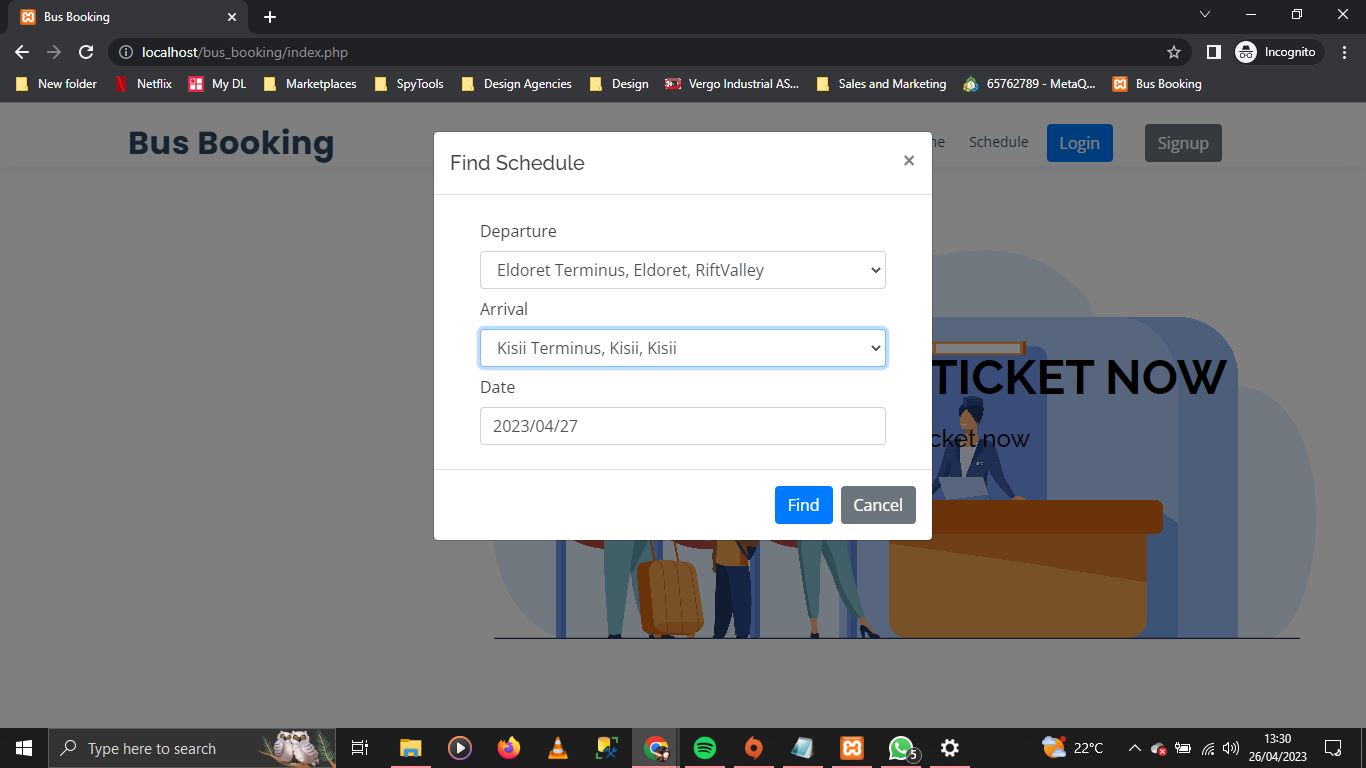 Bus Booking
localhost/bus_booking/index.php
Incognito
New folder
Netflix
My DL
Marketplaces
SpyTools
Design Agencies
Design
Vergo Industrial AS...
Sales and Marketing
65762789 - MetaQ...
Bus Booking
Bus Booking
me
Schedule
Login
Signup
Find Schedule
×
Departure
Eldoret Terminus, Eldoret, RiftValley
Arrival
Kisii Terminus, Kisii, Kisii
Date
2023/04/27
Find
Cancel
TICKET NOW
cket now
Type here to search
5
22°C
13:30
26/04/2023